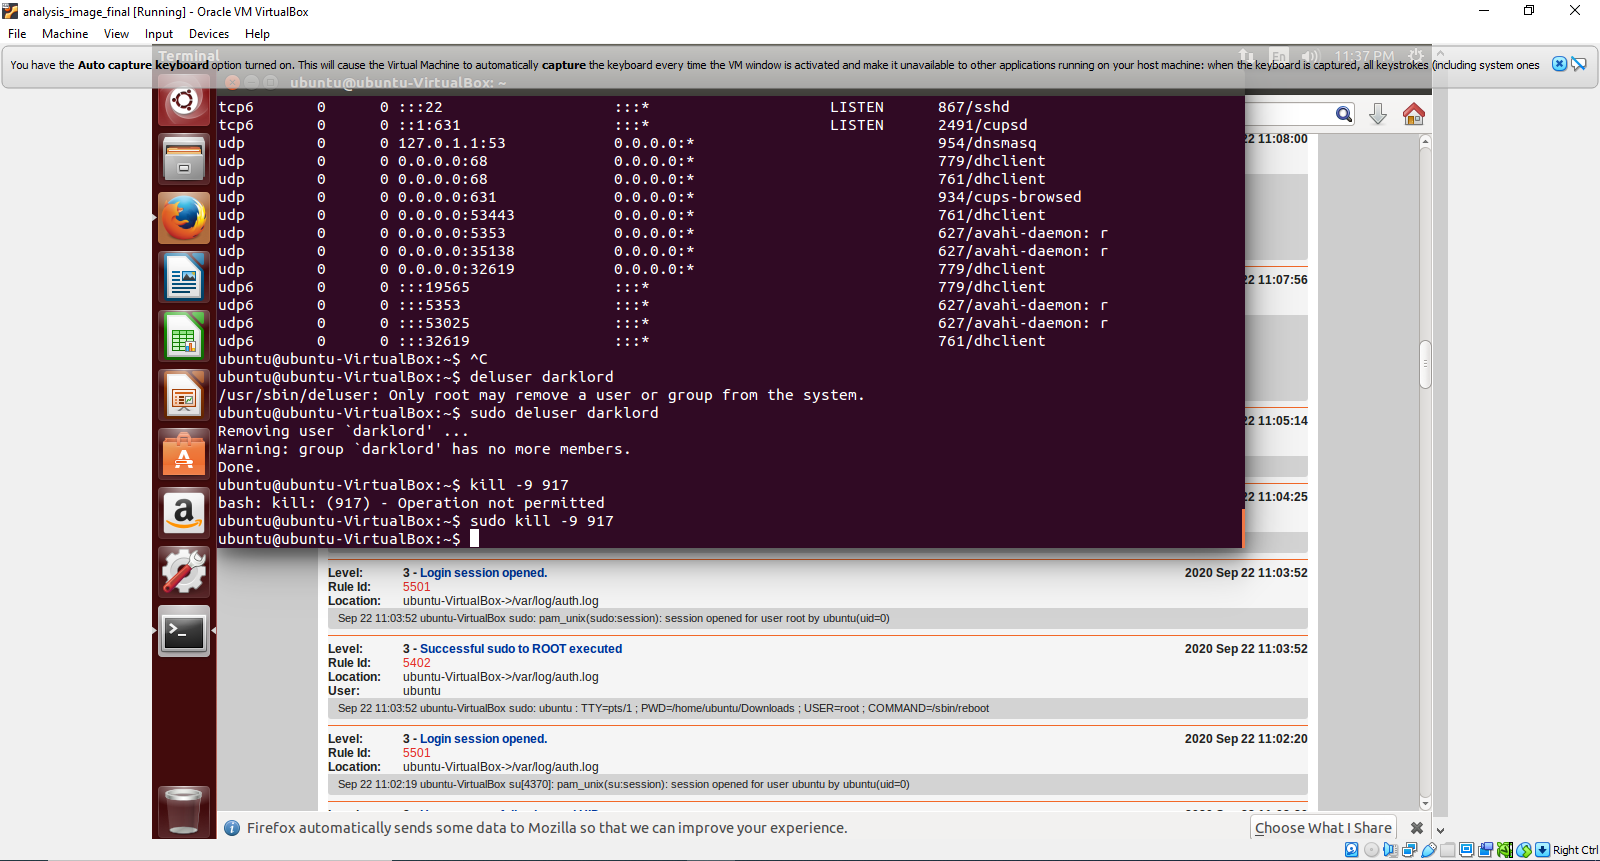 analysis_image_final [Running] - Oracle VM VirtualBox
File Machine View Input Devices Help
Terminal
En 11:37 PM
You have the Auto capture keyboard option turned on. This will cause the Virtual Machine to automatically capture the keyboard every time the VM window is activated and make it unavailable to other applications running on your host machine: when the keyboard is captured, all keystrokes (including system ones
ubuntu@ubuntu-VirtualBox: ~
tcp6 0 0 :::22 :::* LISTEN 867/sshd
tcp6 0 0 ::1:631 :::* LISTEN 2491/cupsd
udp 0 0 127.0.1.1:53 0.0.0.0:* 954/dnsmasq
udp 0 0 0.0.0.0:68 0.0.0.0:* 779/dhclient
udp 0 0 0.0.0.0:68 0.0.0.0:* 761/dhclient
udp 0 0 0.0.0.0:631 0.0.0.0:* 934/cups-browsed
udp 0 0 0.0.0.0:53443 0.0.0.0:* 761/dhclient
udp 0 0 0.0.0.0:5353 0.0.0.0:* 627/avahi-daemon: r
udp 0 0 0.0.0.0:35138 0.0.0.0:* 627/avahi-daemon: r
udp 0 0 0.0.0.0:32619 0.0.0.0:* 779/dhclient
udp6 0 0 :::19565 :::* 779/dhclient
udp6 0 0 :::5353 :::* 627/avahi-daemon: r
udp6 0 0 :::53025 :::* 627/avahi-daemon: r
udp6 0 0 :::32619 :::* 761/dhclient
ubuntu@ubuntu-VirtualBox:~$ ^C
ubuntu@ubuntu-VirtualBox:~$ deluser darklord
/usr/sbin/deluser: Only root may remove a user or group from the system.
ubuntu@ubuntu-VirtualBox:~$ sudo deluser darklord
Removing user `darklord' ...
Warning: group `darklord' has no more members.
Done.
ubuntu@ubuntu-VirtualBox:~$ kill -9 917
bash: kill: (917) - Operation not permitted
ubuntu@ubuntu-VirtualBox:~$ sudo kill -9 917
ubuntu@ubuntu-VirtualBox:~$
22 11:08:00
22 11:07:56
22 11:05:14
22 11:04:25
Level: 3 - Login session opened. 2020 Sep 22 11:03:52
Rule Id: 5501
Location: ubuntu-VirtualBox->/var/log/auth.log
Sep 22 11:03:52 ubuntu-VirtualBox sudo: pam_unix(sudo:session): session opened for user root by ubuntu(uid=0)
Level: 3 - Successful sudo to ROOT executed 2020 Sep 22 11:03:52
Rule Id: 5402
Location: ubuntu-VirtualBox->/var/log/auth.log
User: ubuntu
Sep 22 11:03:52 ubuntu-VirtualBox sudo: ubuntu : TTY=pts/1 ; PWD=/home/ubuntu/Downloads ; USER=root ; COMMAND=/sbin/reboot
Level: 3 - Login session opened. 2020 Sep 22 11:02:20
Rule Id: 5501
Location: ubuntu-VirtualBox->/var/log/auth.log
Sep 22 11:02:19 ubuntu-VirtualBox su[4370]: pam_unix(su:session): session opened for user ubuntu by ubuntu(uid=0)
Firefox automatically sends some data to Mozilla so that we can improve your experience.
Choose What I Share
Right Ctrl